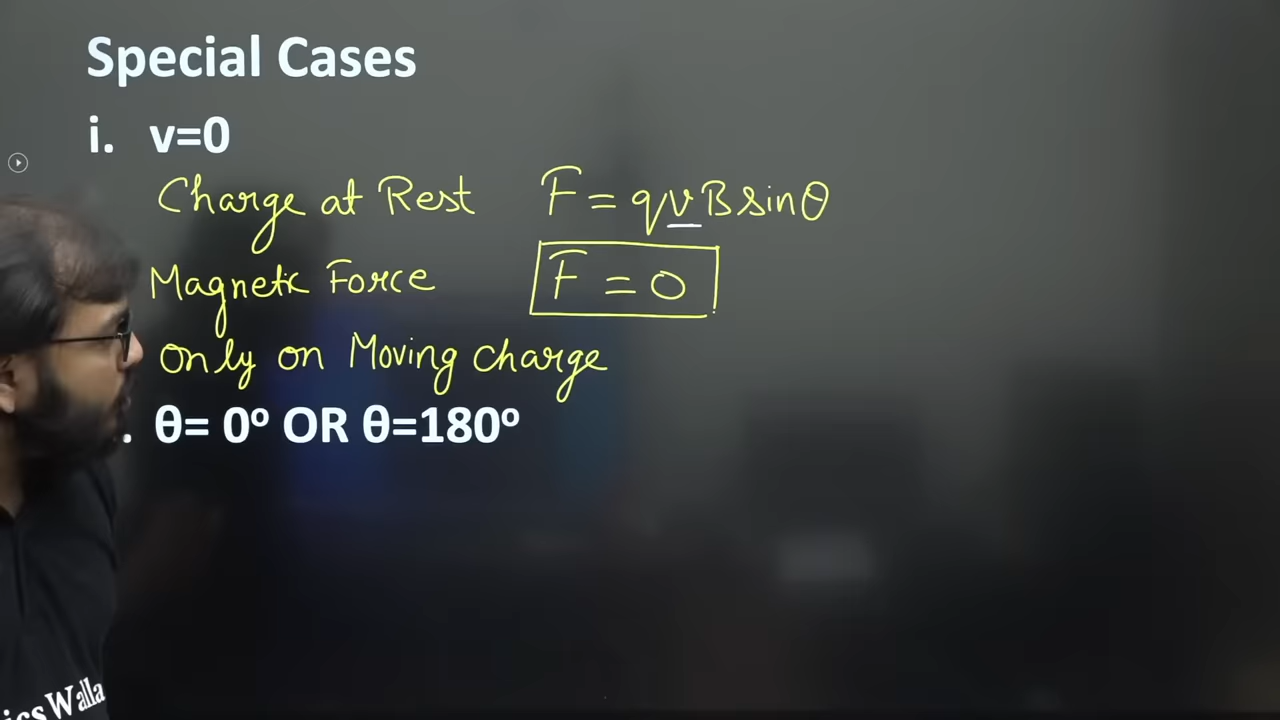 Special Cases
i. v=0
Charge at Rest F = qvBsinθ
Magnetic Force F = 0
only on Moving charge
. θ= 0º OR θ=180º
Walla